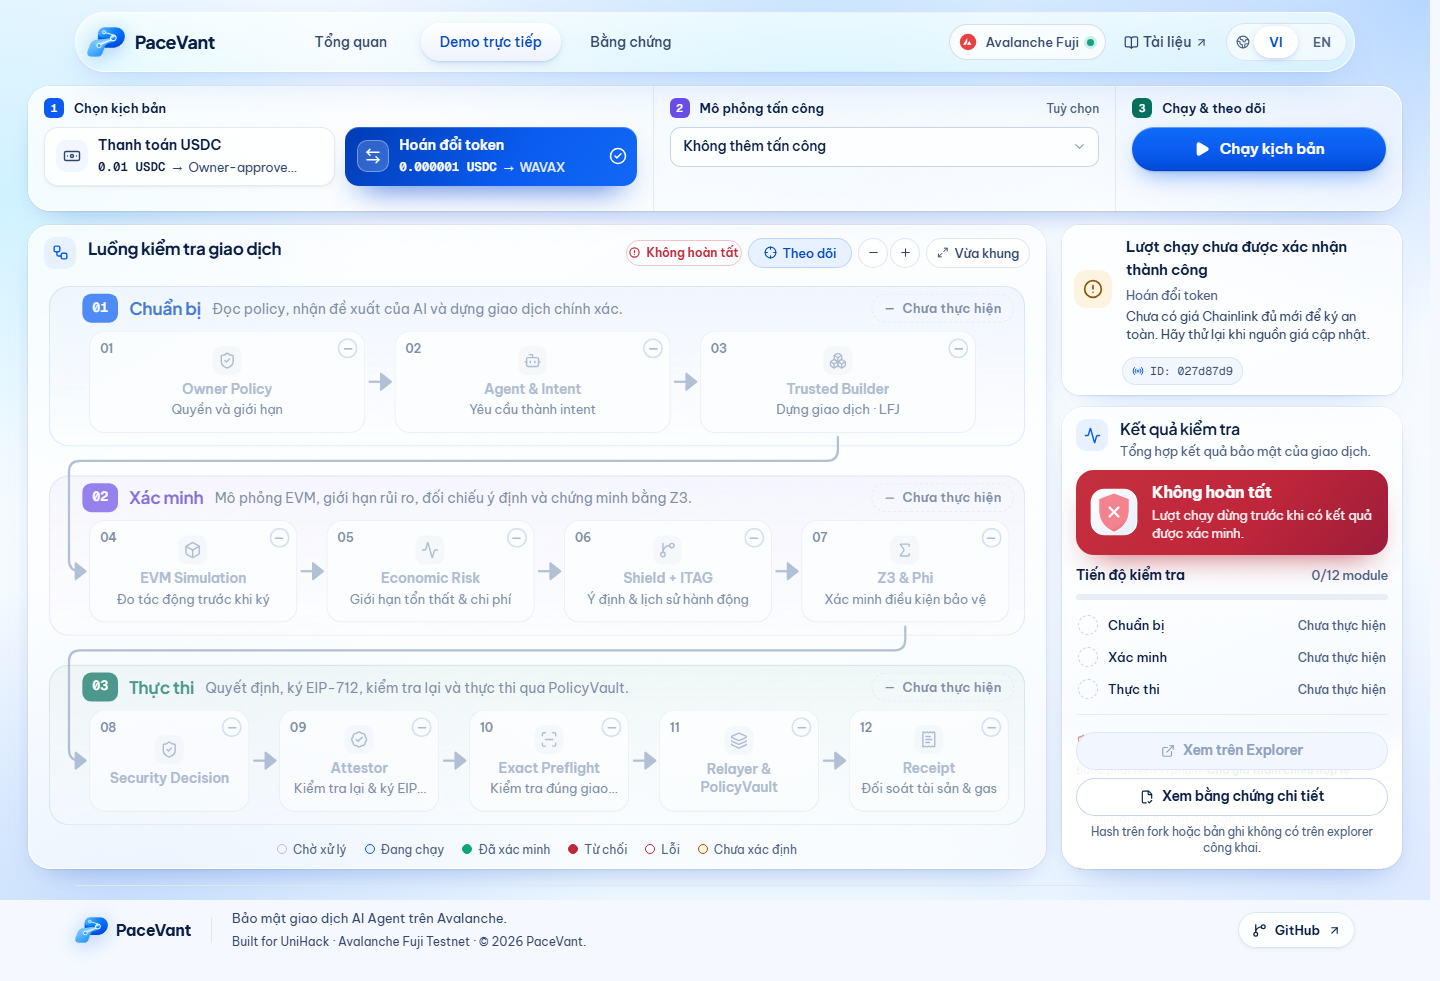 PaceVant
Tổng quan
Demo trực tiếp
Bằng chứng
Avalanche Fuji
Tài liệu
VI
EN
1 Chọn kịch bản
Thanh toán USDC
0.01 USDC → Owner-approve...
Hoán đổi token
0.000001 USDC → WAVAX
2 Mô phỏng tấn công
Tuỳ chọn
Không thêm tấn công
3 Chạy & theo dõi
Chạy kịch bản
Luồng kiểm tra giao dịch
Không hoàn tất
Theo dõi
Vừa khung
01 Chuẩn bị Đọc policy, nhận đề xuất của AI và dựng giao dịch chính xác.
Chưa thực hiện
01
Owner Policy
Quyền và giới hạn
02
Agent & Intent
Yêu cầu thành intent
03
Trusted Builder
Dựng giao dịch · LFJ
02 Xác minh Mô phỏng EVM, giới hạn rủi ro, đối chiếu ý định và chứng minh bằng Z3.
Chưa thực hiện
04
EVM Simulation
Đo tác động trước khi ký
05
Economic Risk
Giới hạn tổn thất & chi phí
06
Shield + ITAG
Ý định & lịch sử hành động
07
Z3 & Phi
Xác minh điều kiện bảo vệ
03 Thực thi Quyết định, ký EIP-712, kiểm tra lại và thực thi qua PolicyVault.
Chưa thực hiện
08
Security Decision
09
Attestor
Kiểm tra lại & ký EIP...
10
Exact Preflight
Kiểm tra đúng giao...
11
Relayer &
PolicyVault
12
Receipt
Đối soát tài sản & gas
Chờ xử lý
Đang chạy
Đã xác minh
Từ chối
Lỗi
Chưa xác định
Lượt chạy chưa được xác nhận
thành công
Hoán đổi token
Chưa có giá Chainlink đủ mới để ký an
toàn. Hãy thử lại khi nguồn giá cập nhật.
ID: 027d87d9
Kết quả kiểm tra
Tổng hợp kết quả bảo mật của giao dịch.
Không hoàn tất
Lượt chạy dừng trước khi có kết quả
được xác minh.
Tiến độ kiểm tra
0/12 module
Chuẩn bị
Chưa thực hiện
Xác minh
Chưa thực hiện
Thực thi
Chưa thực hiện
Xem trên Explorer
Xem bằng chứng chi tiết
Hash trên fork hoặc bản ghi không có trên explorer
công khai.
PaceVant
Bảo mật giao dịch AI Agent trên Avalanche.
Built for UniHack · Avalanche Fuji Testnet · © 2026 PaceVant.
GitHub